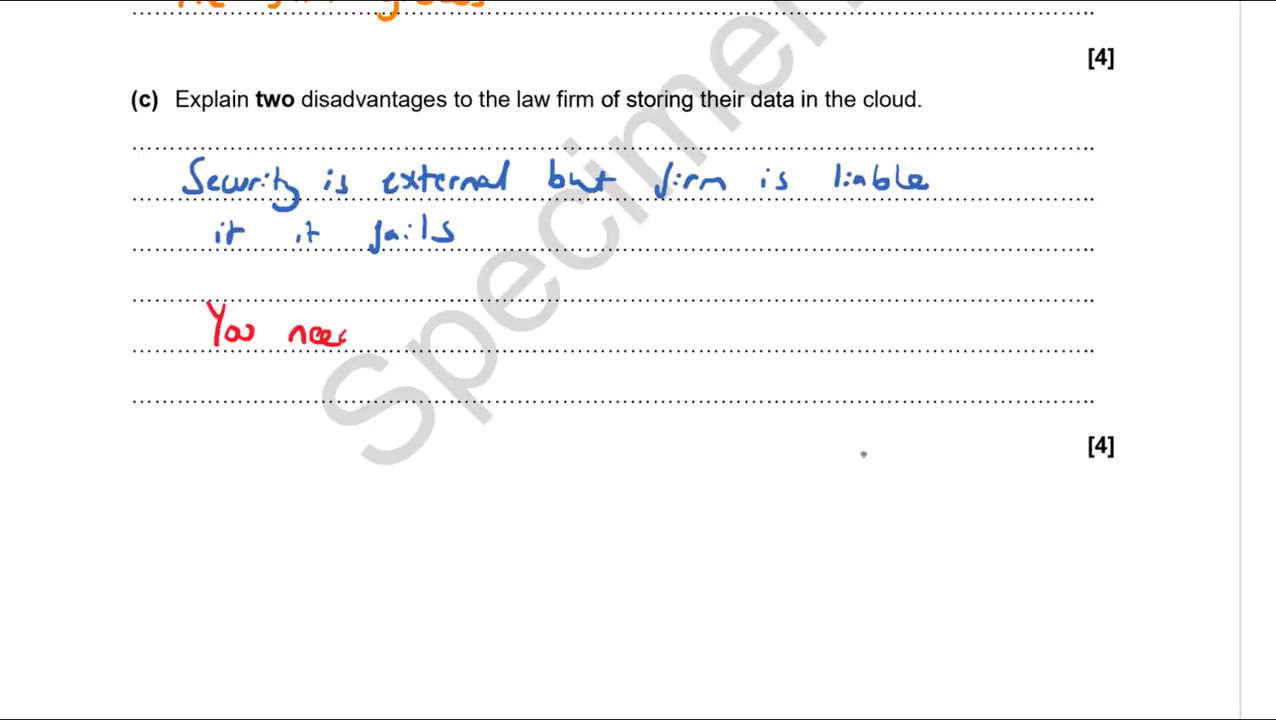 [4]
(c) Explain two disadvantages to the law firm of storing their data in the cloud.
Security is external but firm is liable
if it fails
You need
[4]
Specimen